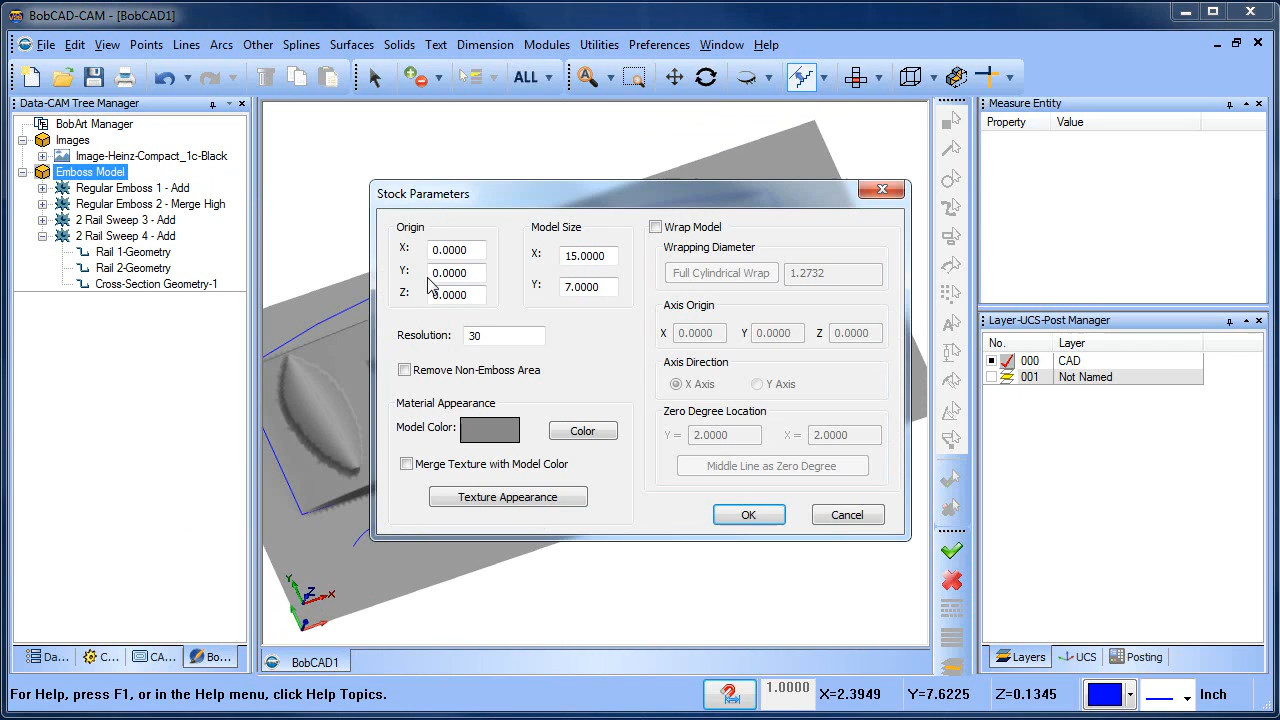 BobCAD-CAM - [BobCAD1]
File Edit View Points Lines Arcs Other Splines Surfaces Solids Text Dimension Modules Utilities Preferences Window Help
ALL
Data-CAM Tree Manager
BobArt Manager
Images
Image-Heinz-Compact_1c-Black
Emboss Model
Regular Emboss 1 - Add
Regular Emboss 2 - Merge High
2 Rail Sweep 3 - Add
2 Rail Sweep 4 - Add
Rail 1-Geometry
Rail 2-Geometry
Cross-Section Geometry-1
Da... C... CA... Bo...
Stock Parameters
Origin
X: 0.0000
Y: 0.0000
Z: 0.0000
Model Size
X: 15.0000
Y: 7.0000
Resolution: 30
Remove Non-Emboss Area
Material Appearance
Model Color: Color
Merge Texture with Model Color
Texture Appearance
Wrap Model
Wrapping Diameter
Full Cylindrical Wrap 1.2732
Axis Origin
X 0.0000 Y 0.0000 Z 0.0000
Axis Direction
X Axis Y Axis
Zero Degree Location
Y = 2.0000 X = 2.0000
Middle Line as Zero Degree
OK Cancel
Y Z X
BobCAD1
Measure Entity
Property Value
Layer-UCS-Post Manager
No. Layer
000 CAD
001 Not Named
Layers UCS Posting
For Help, press F1, or in the Help menu, click Help Topics.
1.0000 X=2.3949 Y=7.6225 Z=0.1345 Inch